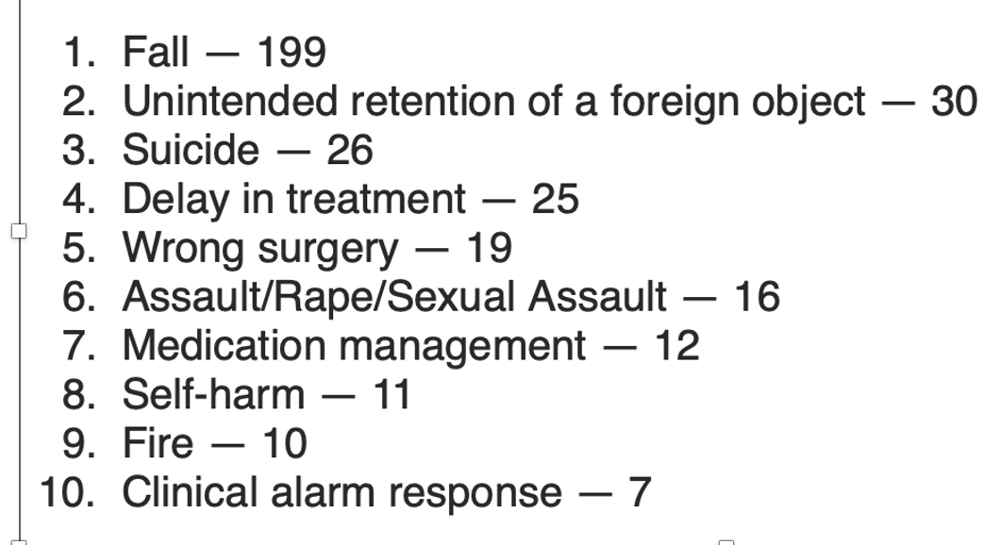 1. Fall — 199
2. Unintended retention of a foreign object — 30
3. Suicide — 26
4. Delay in treatment — 25
5. Wrong surgery — 19
6. Assault/Rape/Sexual Assault — 16
7. Medication management — 12
8. Self-harm — 11
9. Fire — 10
10. Clinical alarm response — 7